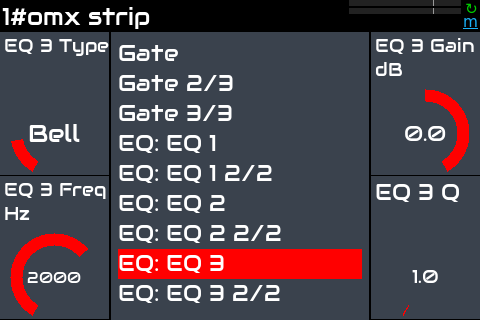 1#omx strip
m
EQ 3 Type
Bell
EQ 3 Freq
Hz
2000
Gate
Gate 2/3
Gate 3/3
EQ: EQ 1
EQ: EQ 1 2/2
EQ: EQ 2
EQ: EQ 2 2/2
EQ: EQ 3
EQ: EQ 3 2/2
EQ 3 Gain
dB
0.0
EQ 3 Q
1.0